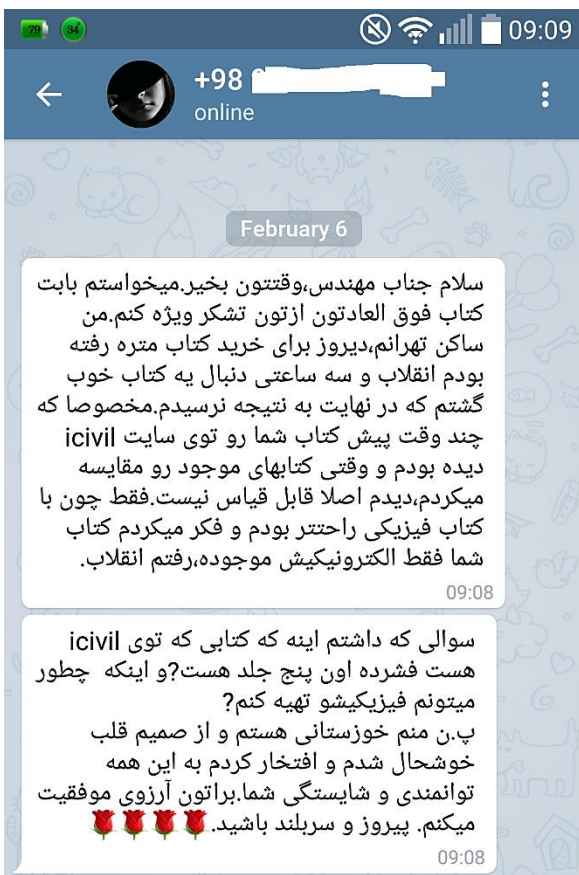 79 34 09:09
+98
online
February 6
سلام جناب مهندس،وقتتون بخیر.میخواستم بابت
کتاب فوق العادتون ازتون تشکر ویژه کنم.من
ساکن تهرانم،دیروز برای خرید کتاب متره رفته
بودم انقلاب و سه ساعتی دنبال یه کتاب خوب
گشتم که در نهایت به نتیجه نرسیدم.مخصوصا که
چند وقت پیش کتاب شما رو توی سایت icivil
دیده بودم و وقتی کتابهای موجود رو مقایسه
میکردم،دیدم اصلا قابل قیاس نیست.فقط چون با
کتاب فیزیکی راحتتر بودم و فکر میکردم کتاب
شما فقط الکترونیکیش موجوده،رفتم انقلاب.
09:08
سوالی که داشتم اینه که کتابی که توی icivil
هست فشرده اون پنج جلد هست?و اینکه چطور
میتونم فیزیکیشو تهیه کنم?
پ.ن منم خوزستانی هستم و از صمیم قلب
خوشحال شدم و افتخار کردم به این همه
توانمندی و شایستگی شما.براتون آرزوی موفقیت
میکنم. پیروز و سربلند باشید.🌹🌹🌹🌹
09:08